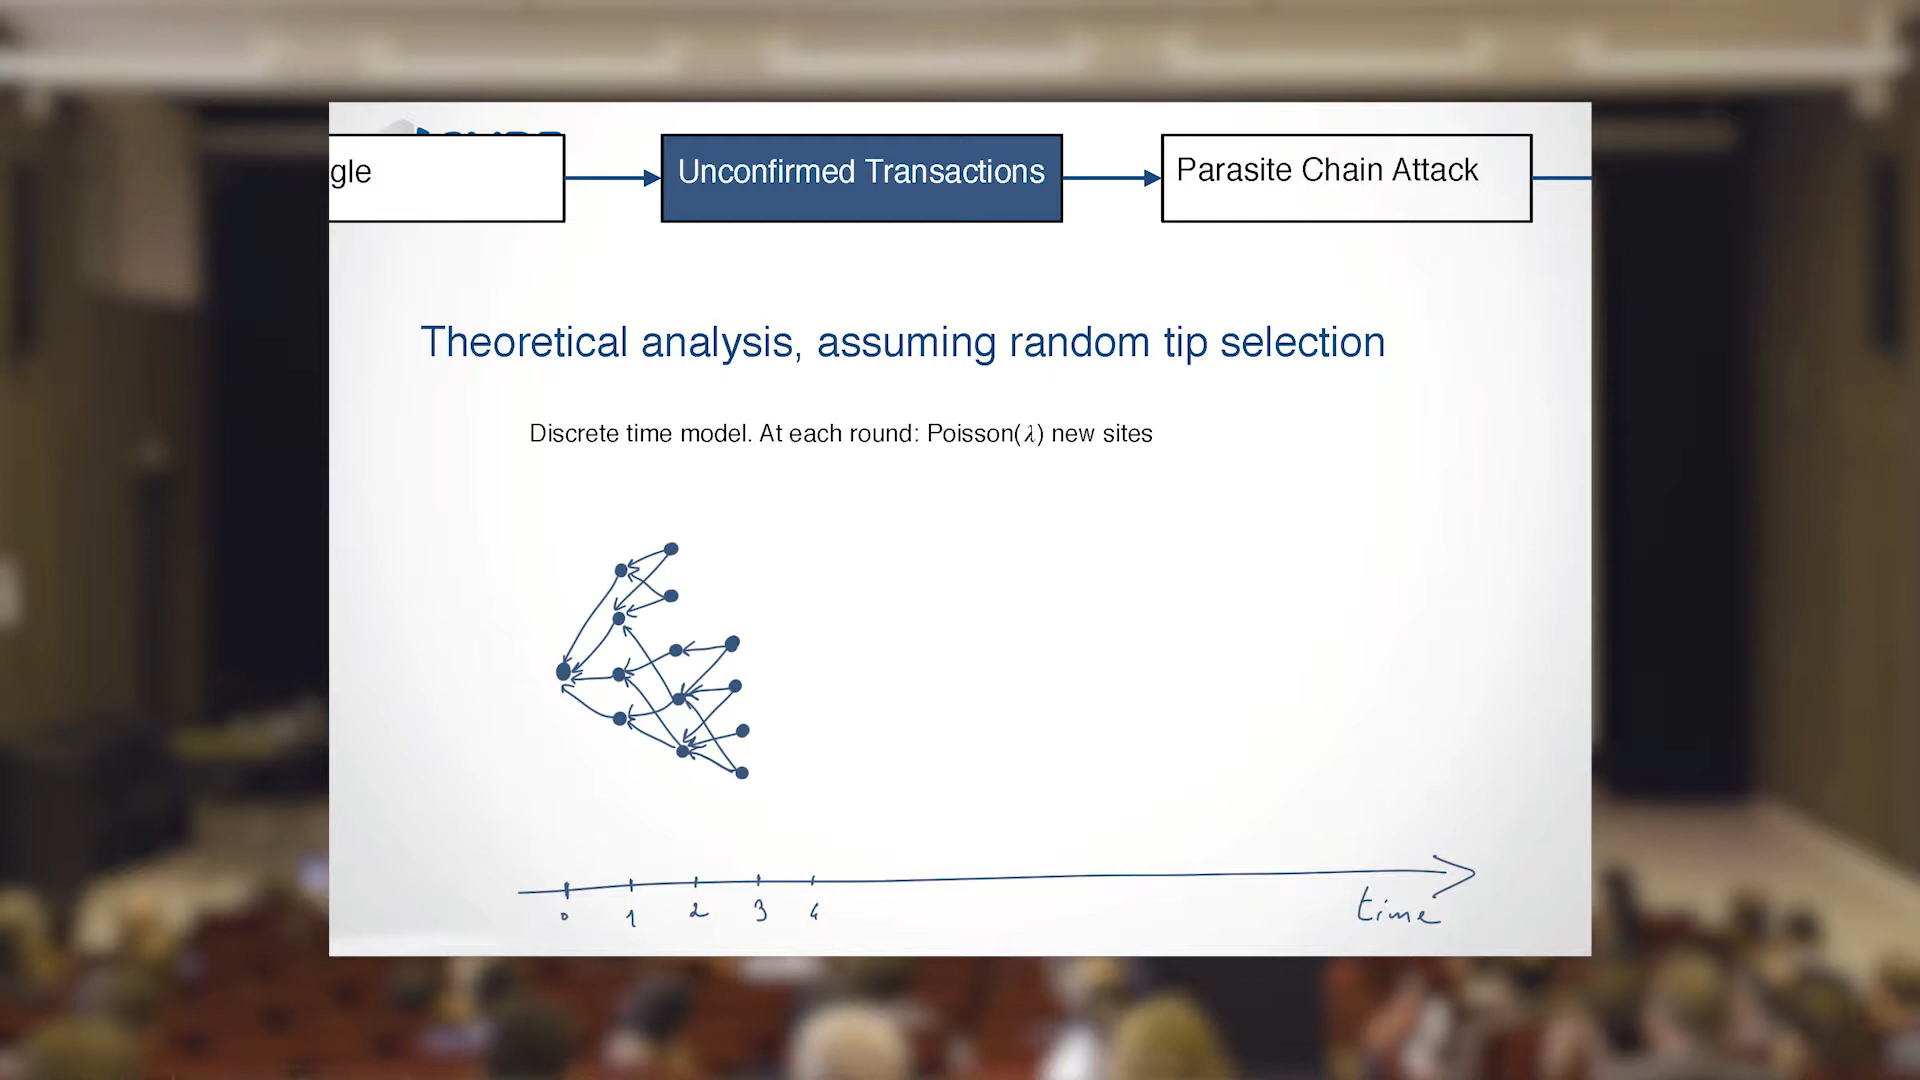 gle
Unconfirmed Transactions
Parasite Chain Attack
Theoretical analysis, assuming random tip selection
Discrete time model. At each round: Poisson(λ) new sites
0 1 2 3 4
time